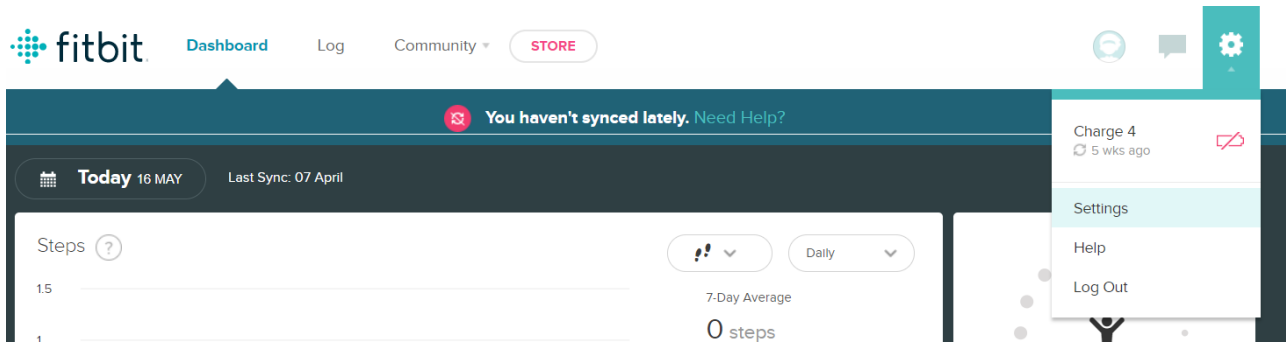 fitbit
Dashboard
Log
Community
STORE
You haven't synced lately. Need Help?
Charge 4
5 wks ago
Today 16 MAY
Last Sync: 07 April
Settings
Help
Log Out
Steps ?
Daily
1.5
7-Day Average
0 steps
1